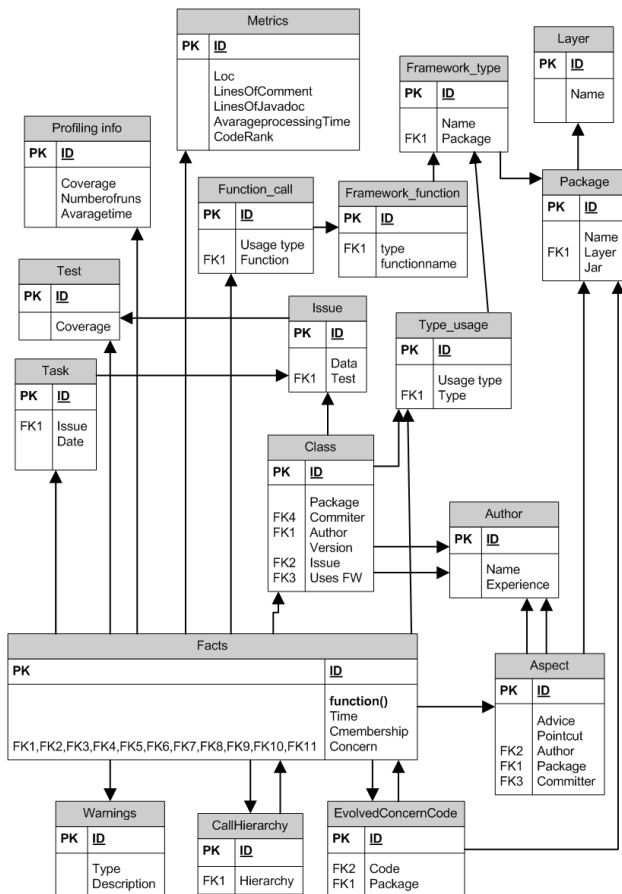 Metrics
PK ID
Loc
LinesOfComment
LinesOfJavadoc
AvarageprocessingTime
CodeRank
Layer
PK ID
Name
Framework_type
PK ID
Name
FK1 Package
Profiling info
PK ID
Coverage
Numberofruns
Avaragetime
Package
PK ID
Name
FK1 Layer
Jar
Function_call
PK ID
Usage type
FK1 Function
Framework_function
PK ID
FK1 type
functionname
Test
PK ID
Coverage
Issue
PK ID
Data
FK1 Test
Type_usage
PK ID
Usage type
FK1 Type
Task
PK ID
FK1 Issue
Date
Class
PK ID
Package
FK4 Commiter
FK1 Author
Version
FK2 Issue
FK3 Uses FW
Author
PK ID
Name
Experience
Facts
PK ID
function()
Time
Cmembership
FK1,FK2,FK3,FK4,FK5,FK6,FK7,FK8,FK9,FK10,FK11 Concern
Aspect
PK ID
Advice
Pointcut
FK2 Author
FK1 Package
FK3 Committer
Warnings
PK ID
Type
Description
CallHierarchy
PK ID
FK1 Hierarchy
EvolvedConcernCode
PK ID
FK2 Code
FK1 Package